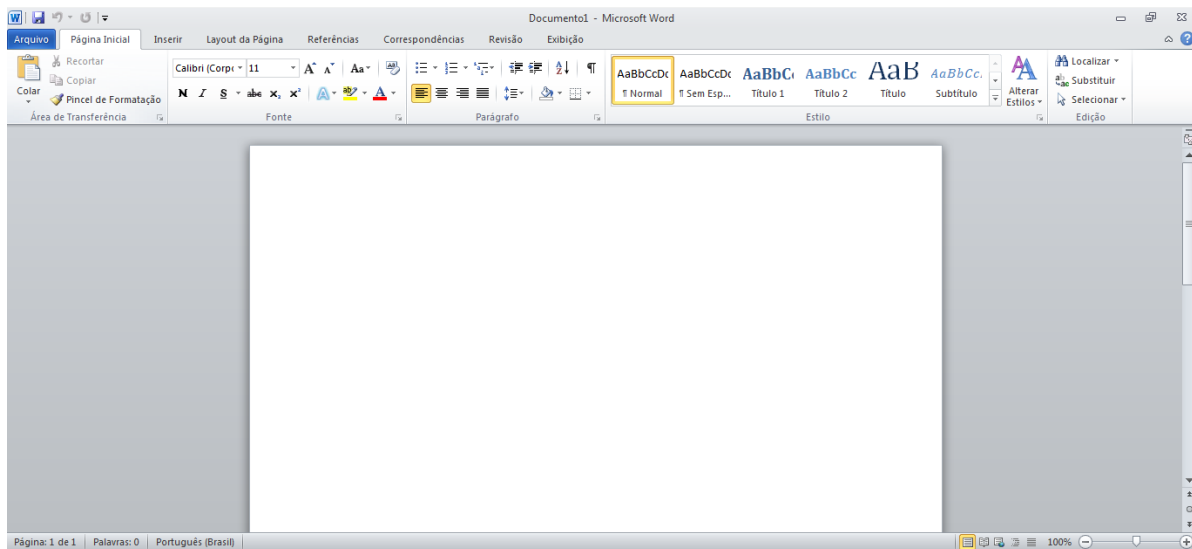 Documento1 - Microsoft Word
Arquivo Página Inicial Inserir Layout da Página Referências Correspondências Revisão Exibição
Colar
Recortar
Copiar
Pincel de Formatação
Área de Transferência
Calibri (Corpo 11
N I S abc x₂ x²
Aa
A
Fonte
Parágrafo
AaBbCcDc AaBbCcDc AaBbC AaBbCc AaB AaBbCc.
¶ Normal ¶ Sem Esp... Título 1 Título 2 Título Subtítulo
Alterar Estilos
Estilo
Localizar
Substituir
Selecionar
Edição
Página: 1 de 1 Palavras: 0 Português (Brasil) 100%